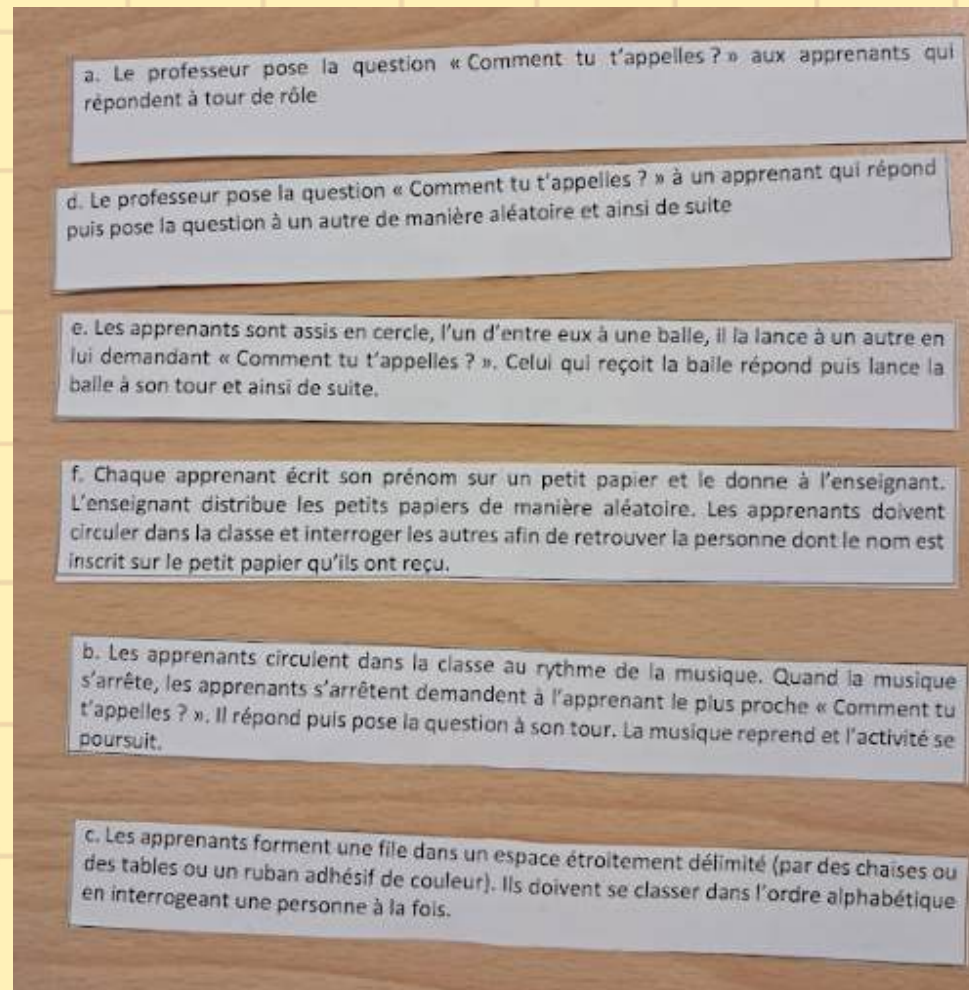 a. Le professeur pose la question « Comment tu t'appelles ? » aux apprenants qui
répondent à tour de rôle
d. Le professeur pose la question « Comment tu t'appelles ? » à un apprenant qui répond
puis pose la question à un autre de manière aléatoire et ainsi de suite
e. Les apprenants sont assis en cercle, l'un d'entre eux à une balle, il la lance à un autre en
lui demandant « Comment tu t'appelles ? ». Celui qui reçoit la balle répond puis lance la
balle à son tour et ainsi de suite.
f. Chaque apprenant écrit son prénom sur un petit papier et le donne à l'enseignant.
L'enseignant distribue les petits papiers de manière aléatoire. Les apprenants doivent
circuler dans la classe et interroger les autres afin de retrouver la personne dont le nom est
inscrit sur le petit papier qu'ils ont reçu.
b. Les apprenants circulent dans la classe au rythme de la musique. Quand la musique
s'arrête, les apprenants s'arrêtent demandent à l'apprenant le plus proche « Comment tu
t'appelles ? ». Il répond puis pose la question à son tour. La musique reprend et l'activité se
poursuit.
c. Les apprenants forment une file dans un espace étroitement délimité (par des chaises ou
des tables ou un ruban adhésif de couleur). Ils doivent se classer dans l'ordre alphabétique
en interrogeant une personne à la fois.